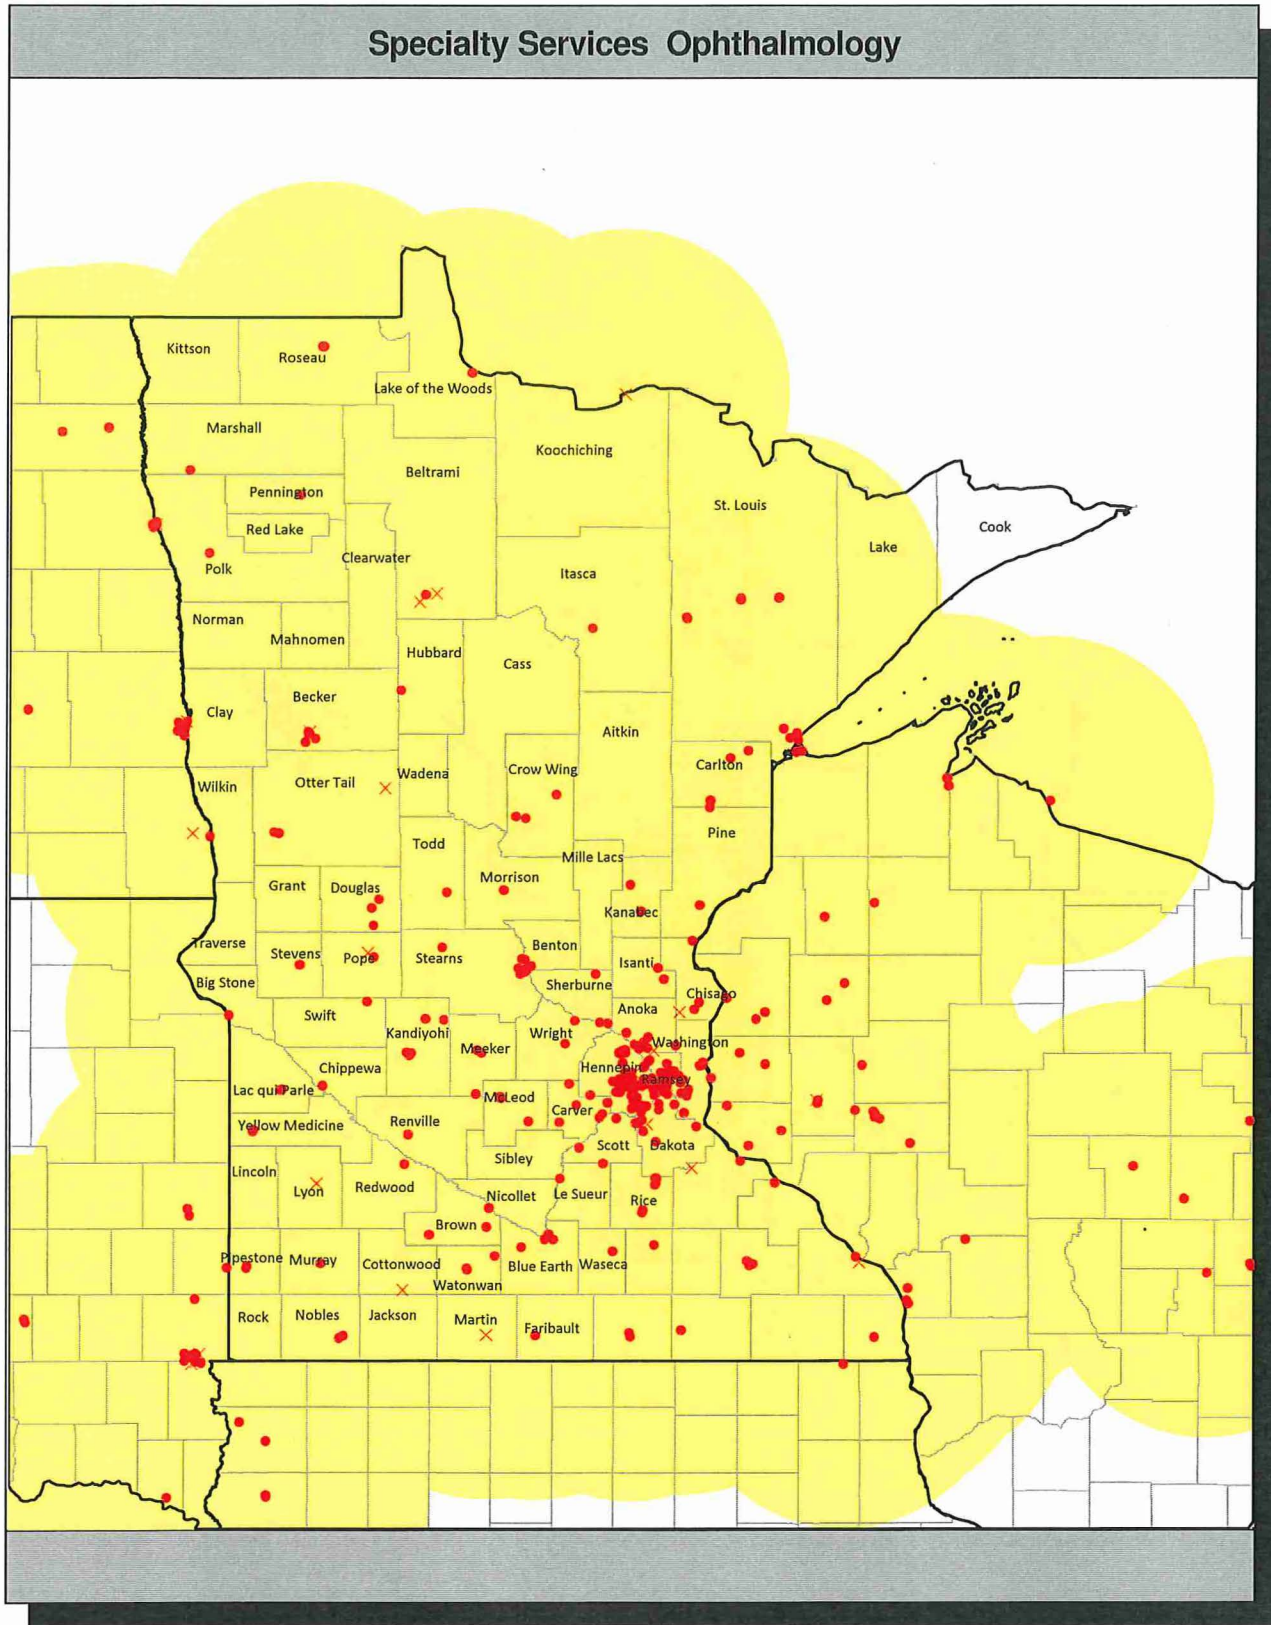 Specialty Services Ophthalmology
Kittson
Roseau
Lake of the Woods
Marshall
Koochiching
Beltrami
Pennington
St. Louis
Red Lake
Cook
Lake
Clearwater
Polk
Itasca
Norman
Mahnomen
Hubbard
Cass
Becker
Clay
Aitkin
Carlton
Crow Wing
Wadena
Otter Tail
Wilkin
Pine
Todd
Mille Lacs
Morrison
Grant
Douglas
Kanabec
Traverse
Benton
Stevens
Pope
Stearns
Isanti
Big Stone
Sherburne
Chisago
Anoka
Swift
Kandiyohi
Wright
Meeker
Washington
Hennepin
Chippewa
Ramsey
Lac qui Parle
McLeod
Carver
Renville
Yellow Medicine
Scott
Dakota
Sibley
Lincoln
Lyon
Redwood
Nicollet
Le Sueur
Rice
Brown
Pipestone
Murray
Cottonwood
Blue Earth
Waseca
Watonwan
Rock
Nobles
Jackson
Martin
Faribault